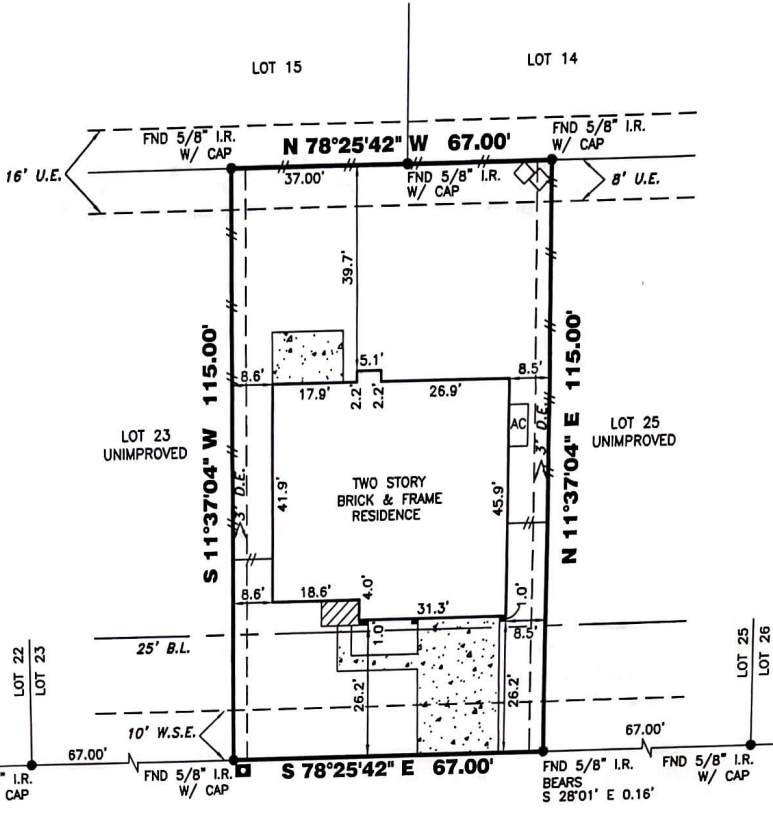 LOT 15
LOT 14
FND 5/8" I.R.
W/ CAP
N 78°25'42" W 67.00'
FND 5/8" I.R.
W/ CAP
16' U.E.
37.00'
FND 5/8" I.R.
W/ CAP
8' U.E.
39.7'
5.1'
8.6'
8.5'
17.9'
2.2'
2.2'
26.9'
S 11°37'04" W 115.00'
N 11°37'04" E 115.00'
AC
3' D.E.
LOT 23
UNIMPROVED
LOT 25
UNIMPROVED
TWO STORY
BRICK & FRAME
RESIDENCE
41.9'
45.9'
3' D.E.
8.6'
18.6'
4.0'
31.3'
1.0'
8.5'
1.0'
25' B.L.
LOT 22
LOT 23
LOT 25
LOT 26
26.2'
26.2'
10' W.S.E.
67.00'
67.00'
" I.R.
CAP
FND 5/8" I.R.
W/ CAP
S 78°25'42" E 67.00'
FND 5/8" I.R.
BEARS
S 28°01' E 0.16'
FND 5/8" I.R.
W/ CAP